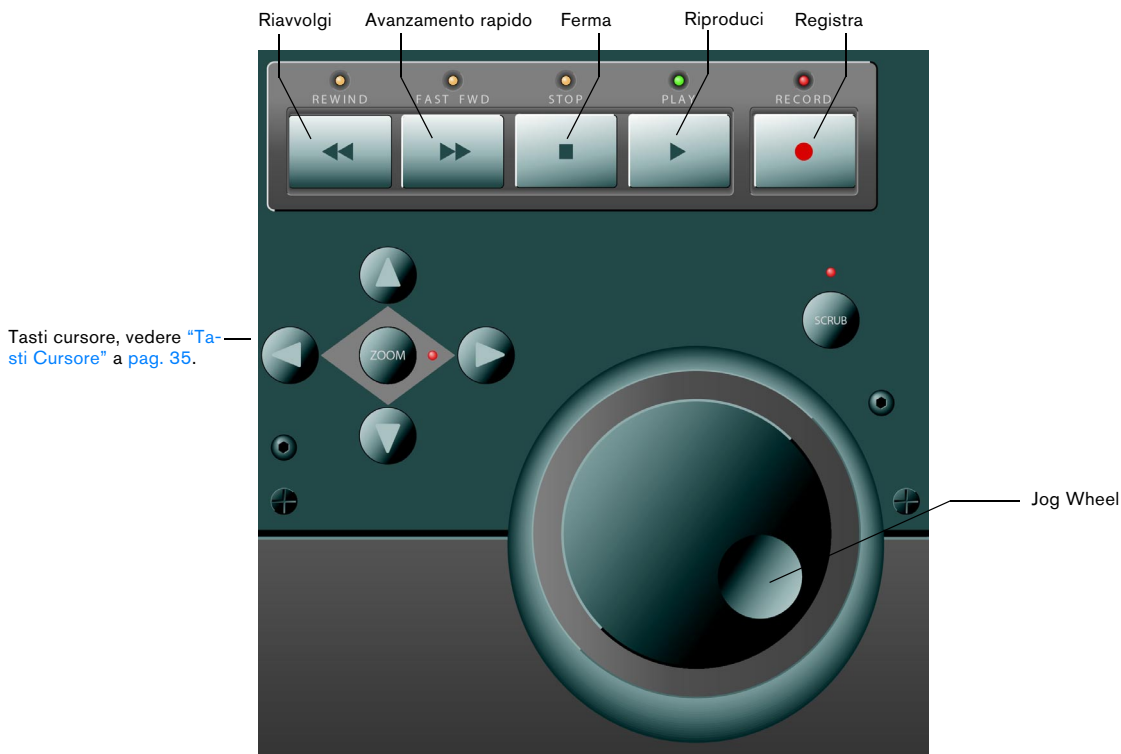 Riavvolgi Avanzamento rapido Ferma Riproduci Registra
REWIND FAST FWD STOP PLAY RECORD
SCRUB
Tasti cursore, vedere “Ta-
sti Cursore” a pag. 35.
ZOOM
Jog Wheel